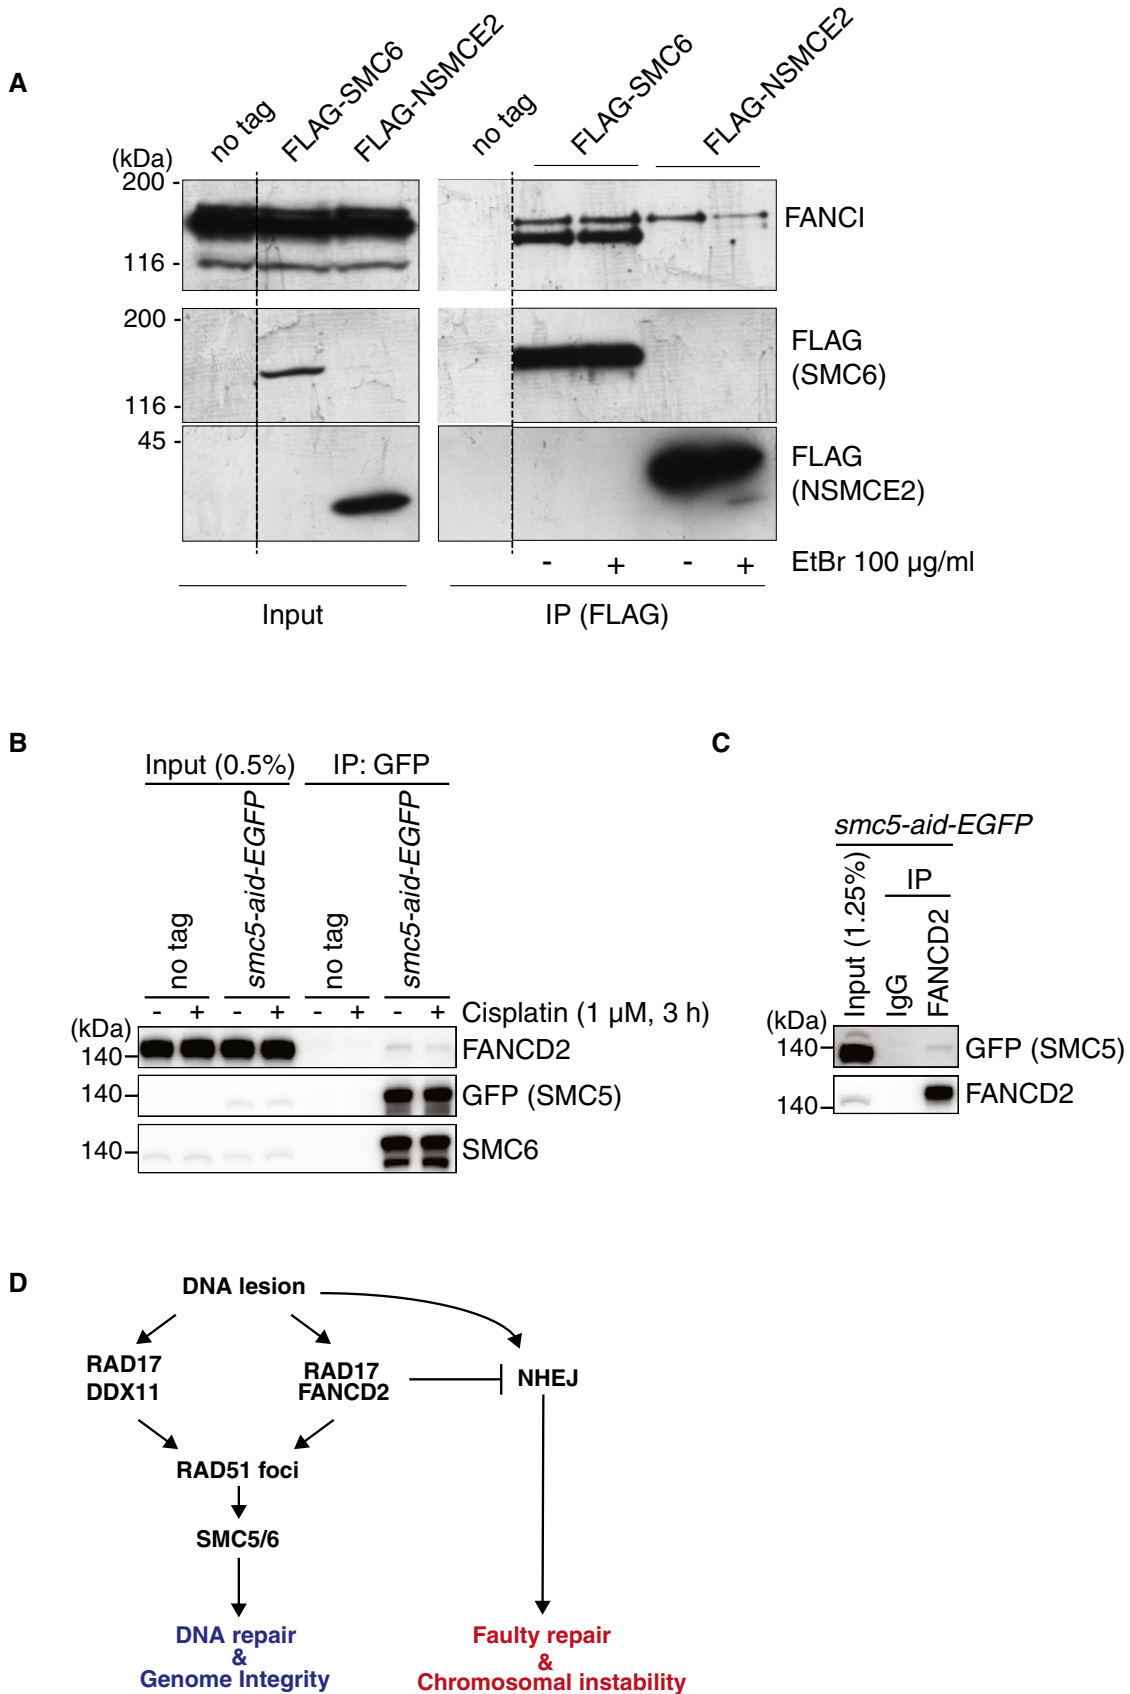 A
no tag
FLAG-SMC6
FLAG-NSMCE2
no tag
FLAG-SMC6
FLAG-NSMCE2
(kDa)
200 -
116 -
FANCI
200 -
116 -
FLAG
(SMC6)
45 -
FLAG
(NSMCE2)
- + - + EtBr 100 µg/ml
Input
IP (FLAG)
B
Input (0.5%) IP: GFP
no tag
smc5-aid-EGFP
no tag
smc5-aid-EGFP
- + - + - + - + Cisplatin (1 µM, 3 h)
(kDa)
140 FANCD2
140 GFP (SMC5)
140 SMC6
C
smc5-aid-EGFP
IP
Input (1.25%)
IgG
FANCD2
(kDa)
140 GFP (SMC5)
140 FANCD2
D
DNA lesion
RAD17
DDX11
RAD17
FANCD2
NHEJ
RAD51 foci
SMC5/6
DNA repair
&
Genome Integrity
Faulty repair
&
Chromosomal instability